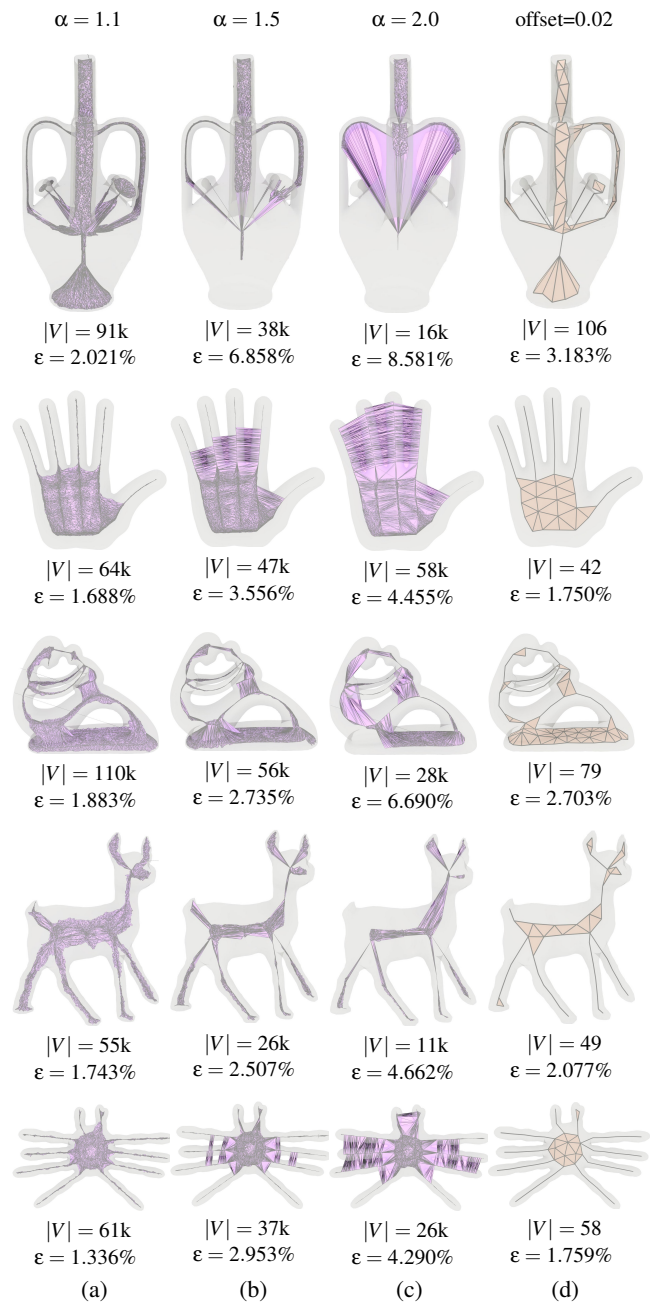 α = 1.1 α = 1.5 α = 2.0 offset=0.02
|V| = 91k |V| = 38k |V| = 16k |V| = 106
ε = 2.021% ε = 6.858% ε = 8.581% ε = 3.183%
|V| = 64k |V| = 47k |V| = 58k |V| = 42
ε = 1.688% ε = 3.556% ε = 4.455% ε = 1.750%
|V| = 110k |V| = 56k |V| = 28k |V| = 79
ε = 1.883% ε = 2.735% ε = 6.690% ε = 2.703%
|V| = 55k |V| = 26k |V| = 11k |V| = 49
ε = 1.743% ε = 2.507% ε = 4.662% ε = 2.077%
|V| = 61k |V| = 37k |V| = 26k |V| = 58
ε = 1.336% ε = 2.953% ε = 4.290% ε = 1.759%
(a) (b) (c) (d)